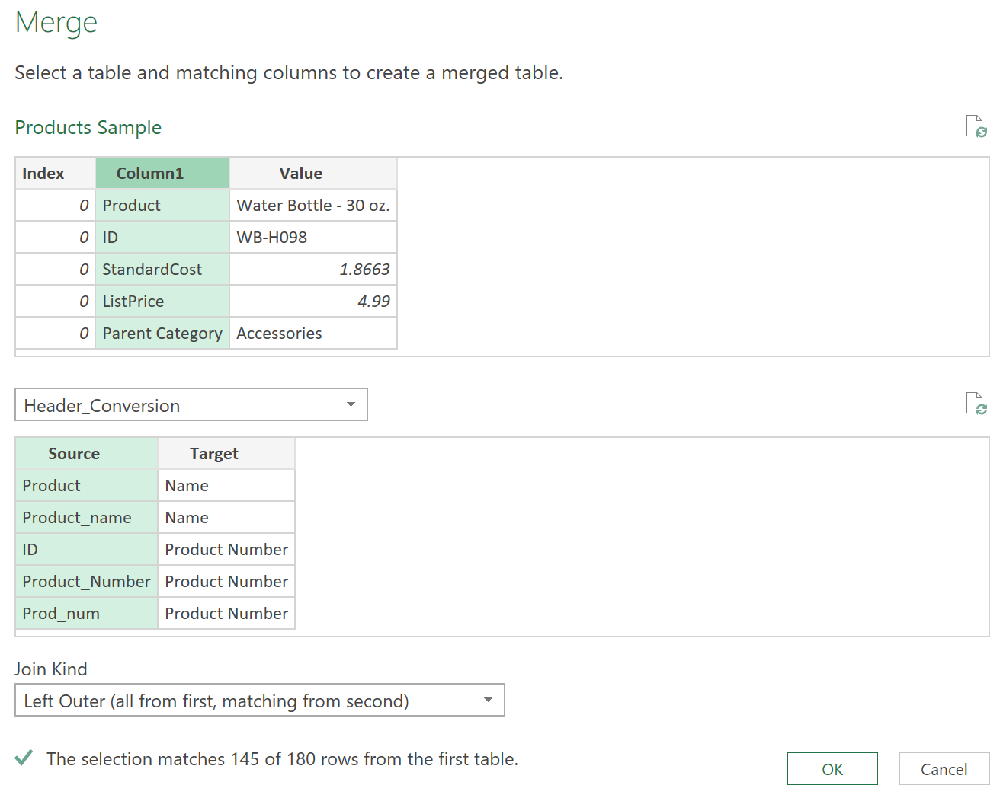 Merge
Select a table and matching columns to create a merged table.
Products Sample
Index Column1 Value
0 Product Water Bottle - 30 oz.
0 ID WB-H098
0 StandardCost 1.8663
0 ListPrice 4.99
0 Parent Category Accessories
Header_Conversion
Source Target
Product Name
Product_name Name
ID Product Number
Product_Number Product Number
Prod_num Product Number
Join Kind
Left Outer (all from first, matching from second)
The selection matches 145 of 180 rows from the first table.
OK Cancel